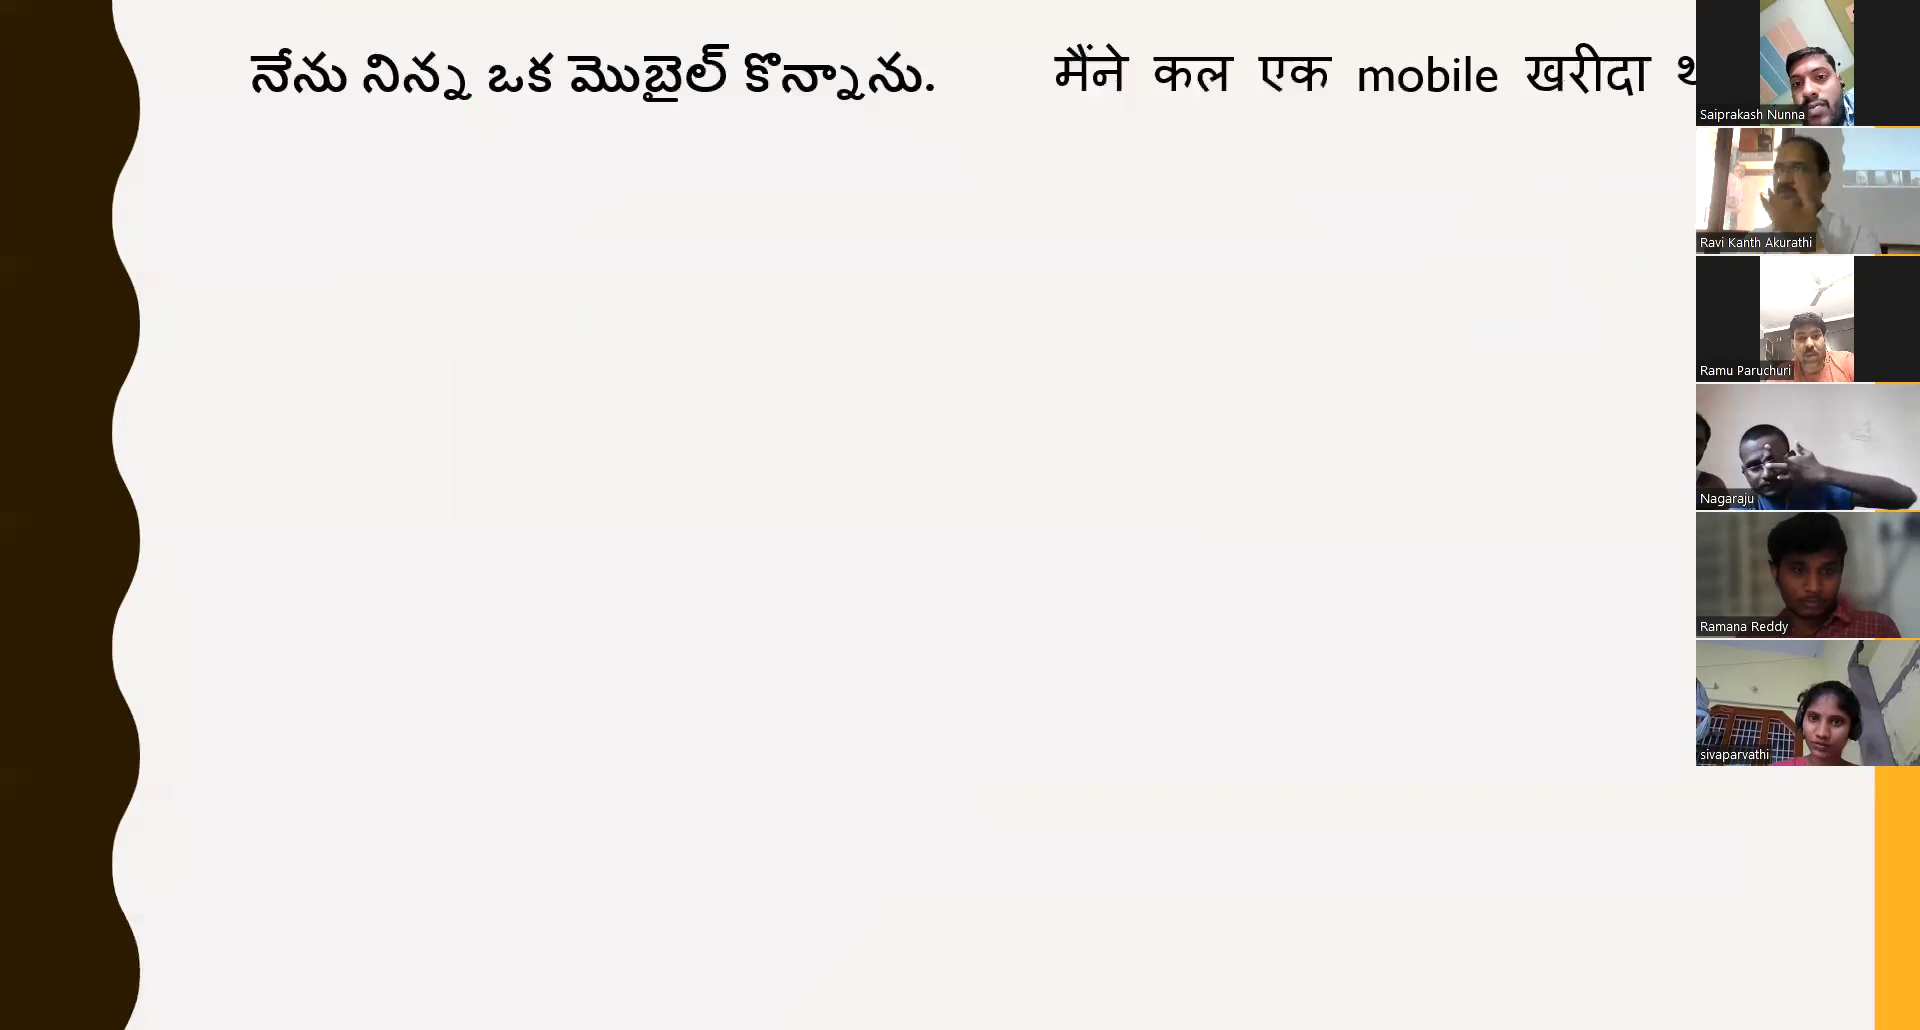 నేను నిన్న ఒక మొబైల్ కొన్నాను.
मैंने कल एक mobile खरीदा
Saiprakash Nunna
Ravi Kanth Akurathi
Ramu Paruchuri
Nagaraju
Ramana Reddy
sivaparvathi